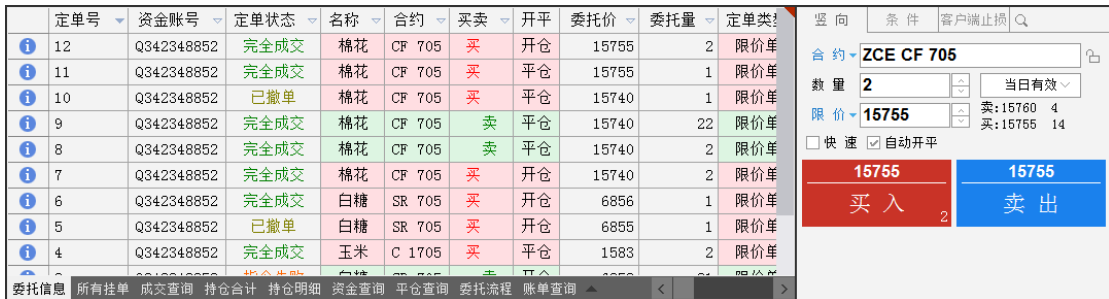 定单号 资金账号 定单状态 名称 合约 买卖 开平 委托价 委托量 定单类型
12 Q342348852 完全成交 棉花 CF 705 买 开仓 15755 2 限价单
11 Q342348852 完全成交 棉花 CF 705 买 平仓 15755 1 限价单
10 Q342348852 已撤单 棉花 CF 705 买 平仓 15740 1 限价单
9 Q342348852 完全成交 棉花 CF 705 卖 平仓 15740 22 限价单
8 Q342348852 完全成交 棉花 CF 705 卖 平仓 15740 2 限价单
7 Q342348852 完全成交 棉花 CF 705 买 平仓 15740 2 限价单
6 Q342348852 完全成交 白糖 SR 705 买 开仓 6856 1 限价单
5 Q342348852 已撤单 白糖 SR 705 买 开仓 6855 1 限价单
4 Q342348852 完全成交 玉米 C 1705 买 平仓 1583 2 限价单
委托信息 所有挂单 成交查询 持仓合计 持仓明细 资金查询 平仓查询 委托流程 账单查询
竖向 条件 客户端止损
合约 ZCE CF 705
数量 2 当日有效
限价 15755 卖:15760 4
买:15755 14
快速 自动开平
15755 15755
买入 2 卖出